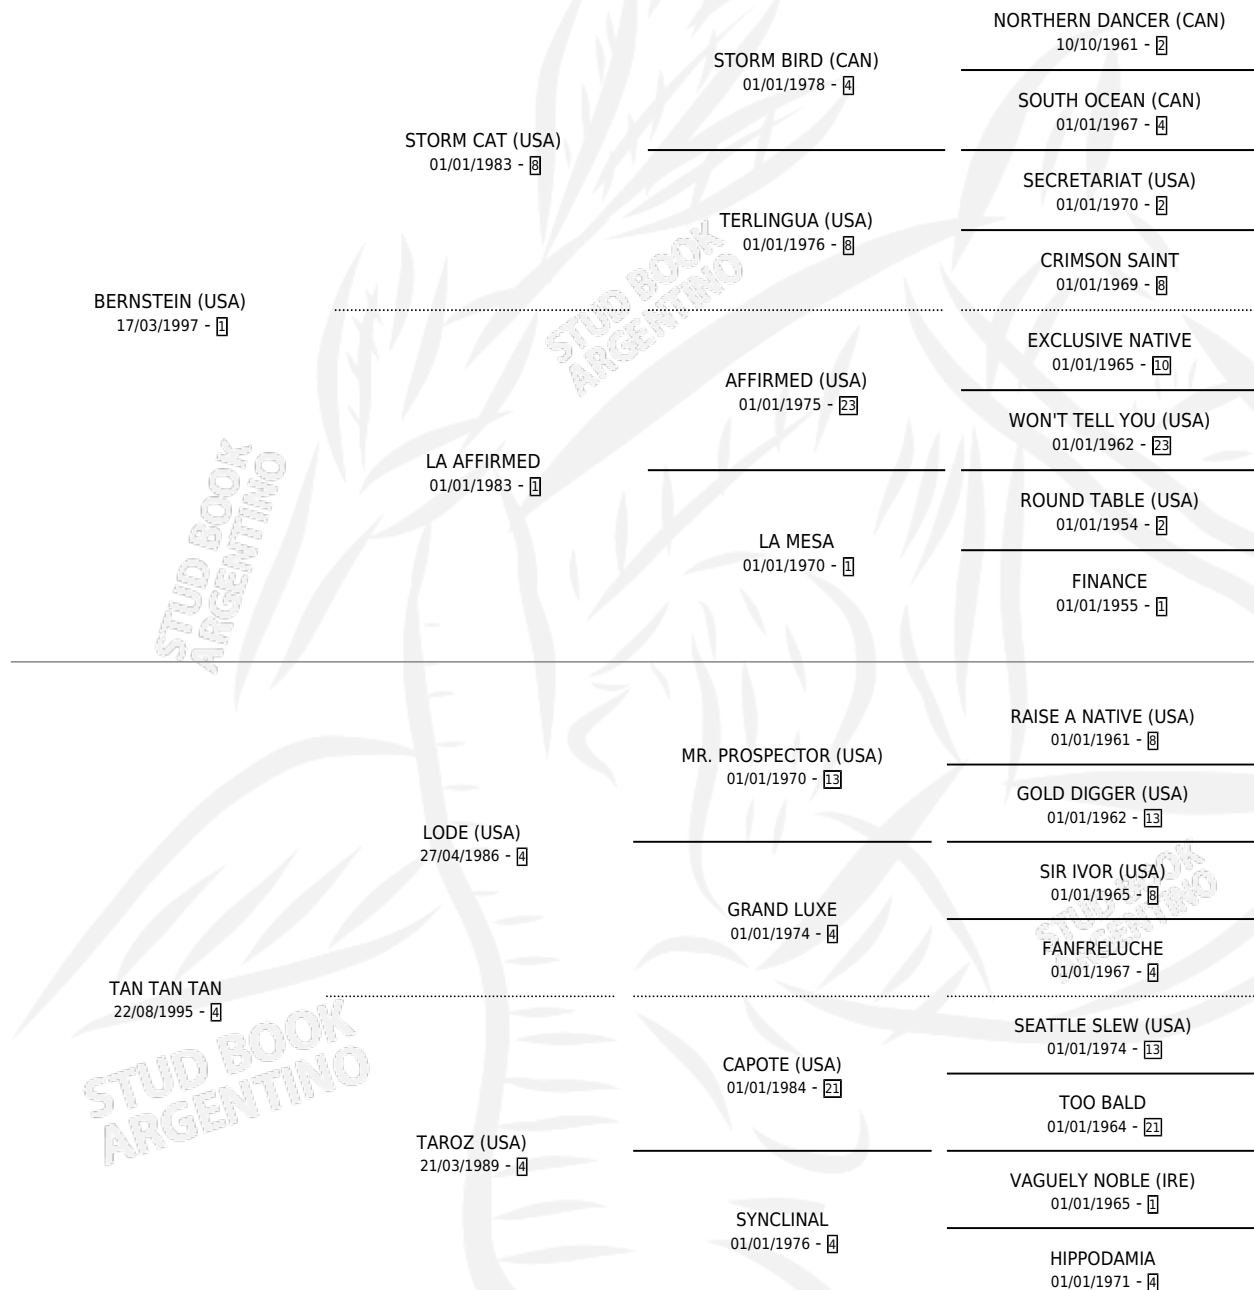 NORTHERN DANCER (CAN)
10/10/1961 - 2
STORM BIRD (CAN)
01/01/1978 - 4
SOUTH OCEAN (CAN)
01/01/1967 - 4
STORM CAT (USA)
01/01/1983 - 8
SECRETARIAT (USA)
01/01/1970 - 2
TERLINGUA (USA)
01/01/1976 - 8
CRIMSON SAINT
01/01/1969 - 8
BERNSTEIN (USA)
17/03/1997 - 1
STUD BOOK
ARGENTINO
EXCLUSIVE NATIVE
01/01/1965 - 10
AFFIRMED (USA)
01/01/1975 - 23
WON'T TELL YOU (USA)
01/01/1962 - 23
LA AFFIRMED
01/01/1983 - 1
ROUND TABLE (USA)
01/01/1954 - 2
LA MESA
01/01/1970 - 1
FINANCE
01/01/1955 - 1
STUD BOOK
ARGENTINO
RAISE A NATIVE (USA)
01/01/1961 - 8
MR. PROSPECTOR (USA)
01/01/1970 - 13
GOLD DIGGER (USA)
01/01/1962 - 13
LODE (USA)
27/04/1986 - 4
SIR IVOR (USA)
01/01/1965 - 8
STUD BOOK
ARGENTINO
GRAND LUXE
01/01/1974 - 4
FANFRELUCHE
01/01/1967 - 4
TAN TAN TAN
22/08/1995 - 4
STUD BOOK
ARGENTINO
SEATTLE SLEW (USA)
01/01/1974 - 13
CAPOTE (USA)
01/01/1984 - 21
TOO BALD
01/01/1964 - 21
TAROZ (USA)
21/03/1989 - 4
VAGUELY NOBLE (IRE)
01/01/1965 - 1
SYNCLINAL
01/01/1976 - 4
HIPPODAMIA
01/01/1971 - 4